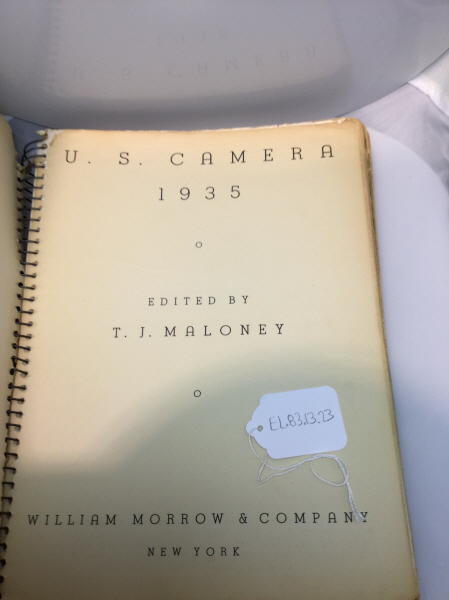 U. S. CAMERA
1935
EDITED BY
T. J. MALONEY
EL.83.13.23
WILLIAM MORROW & COMPANY
NEW YORK